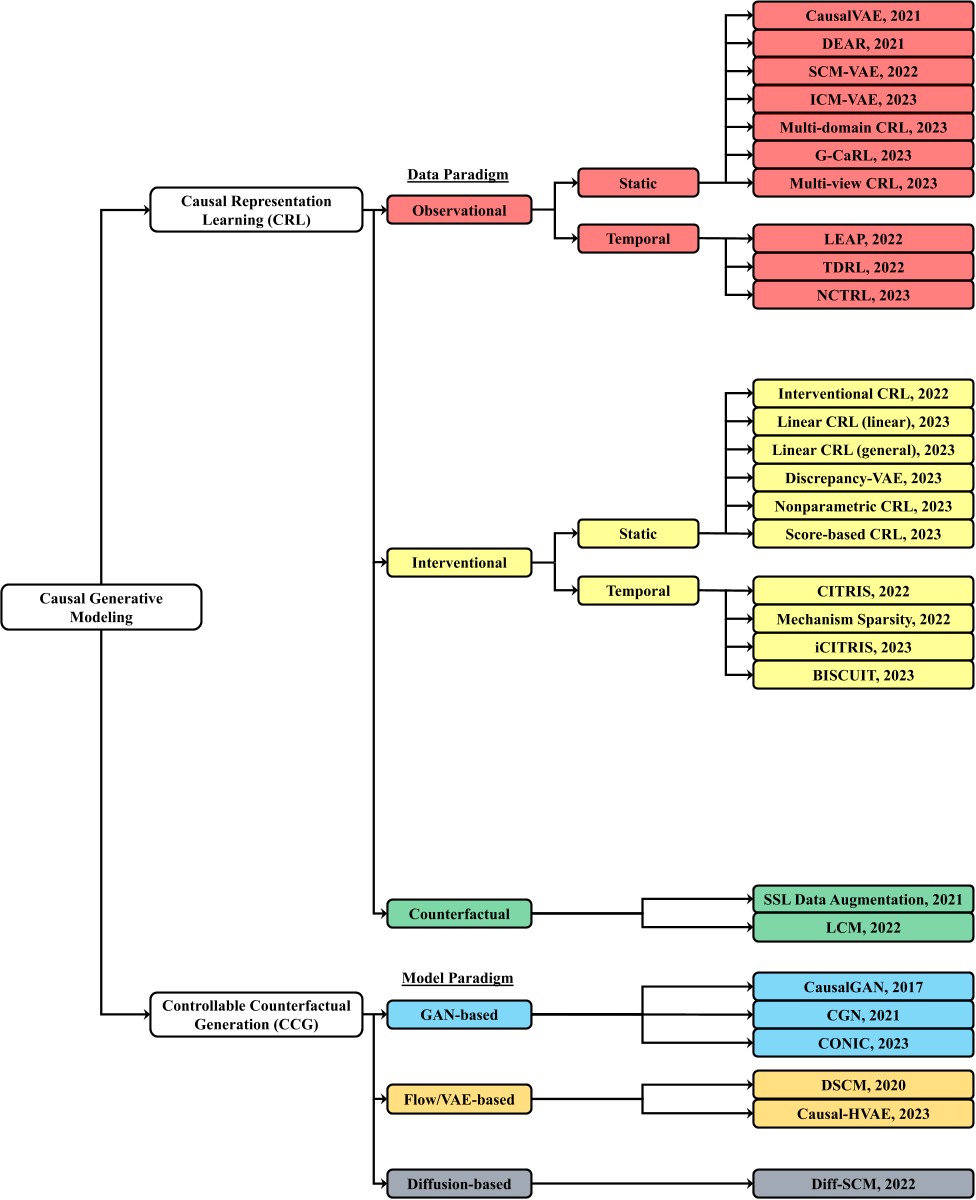 CausalVAE, 2021
DEAR, 2021
SCM-VAE, 2022
ICM-VAE, 2023
Multi-domain CRL, 2023
G-CaRL, 2023
Multi-view CRL, 2023
Data Paradigm
Static
Causal Representation
Learning (CRL)
Observational
Temporal
LEAP, 2022
TDRL, 2022
NCTRL, 2023
Interventional CRL, 2022
Linear CRL (linear), 2023
Linear CRL (general), 2023
Discrepancy-VAE, 2023
Nonparametric CRL, 2023
Static
Score-based CRL, 2023
Interventional
Temporal
CITRIS, 2022
Mechanism Sparsity, 2022
iCITRIS, 2023
BISCUIT, 2023
Causal Generative
Modeling
Counterfactual
SSL Data Augmentation, 2021
LCM, 2022
Model Paradigm
Controllable Counterfactual
Generation (CCG)
GAN-based
CausalGAN, 2017
CGN, 2021
CONIC, 2023
Flow/VAE-based
DSCM, 2020
Causal-HVAE, 2023
Diffusion-based
Diff-SCM, 2022